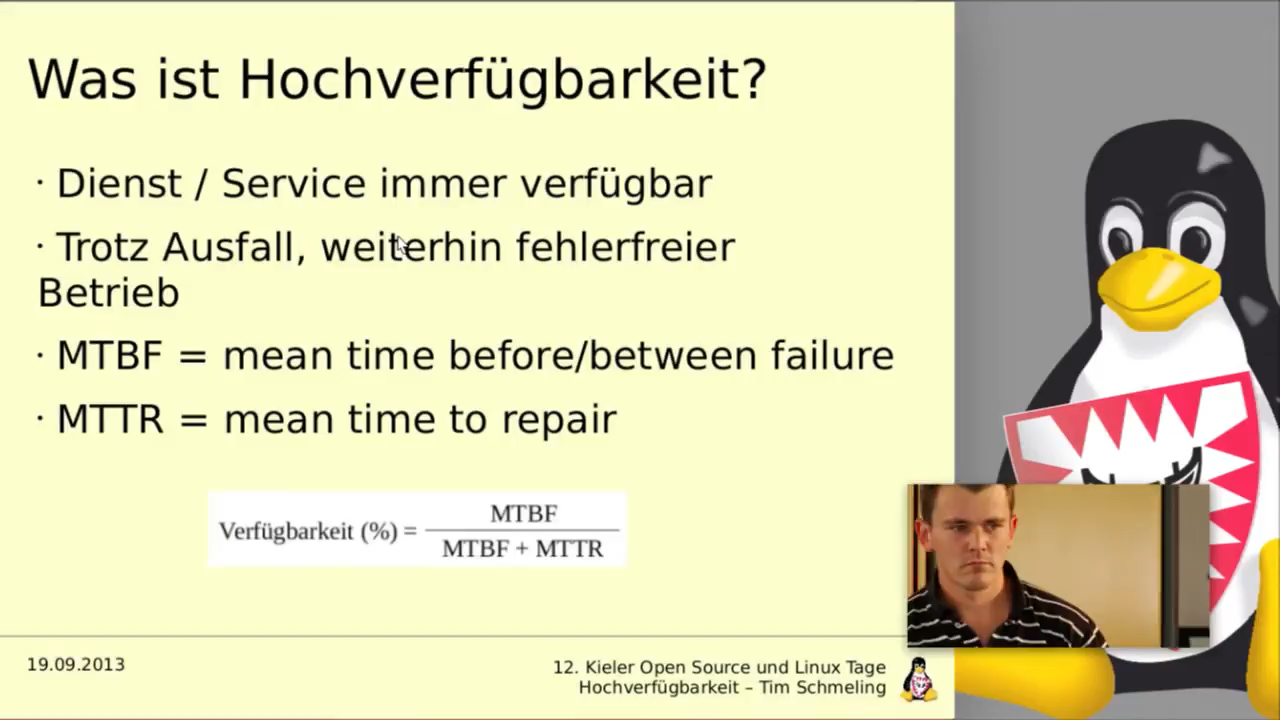 Was ist Hochverfügbarkeit?
· Dienst / Service immer verfügbar
· Trotz Ausfall, weiterhin fehlerfreier
Betrieb
· MTBF = mean time before/between failure
· MTTR = mean time to repair
Verfügbarkeit (%) = MTBF
MTBF + MTTR
19.09.2013
12. Kieler Open Source und Linux Tage
Hochverfügbarkeit – Tim Schmeling